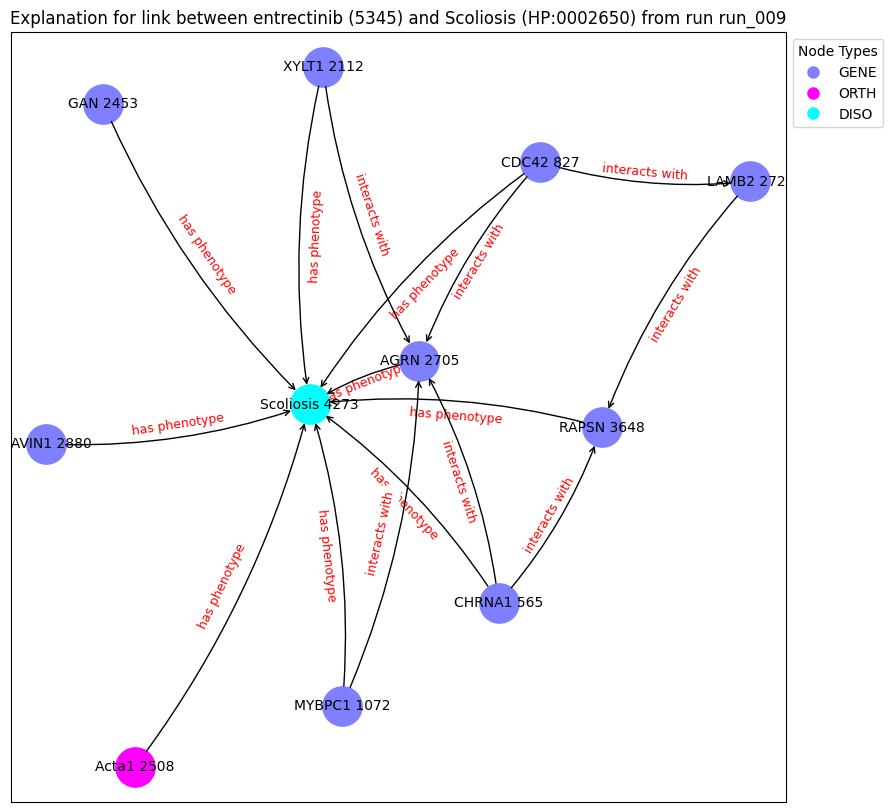 Explanation for link between entrectinib (5345) and Scoliosis (HP:0002650) from run run_009
Node Types
GENE
ORTH
DISO
XYLT1 2112
GAN 2453
CDC42 827
LAMB2 272
interacts with
has phenotype
interacts with
has phenotype
interacts with
has phenotype
interacts with
AGRN 2705
has phenotype
Scoliosis 4273
has phenotype
RAPSN 3648
has phenotype
AVIN1 2880
interacts with
has phenotype
interacts with
interacts with
has phenotype
has phenotype
CHRNA1 565
MYBPC1 1072
Acta1 2508